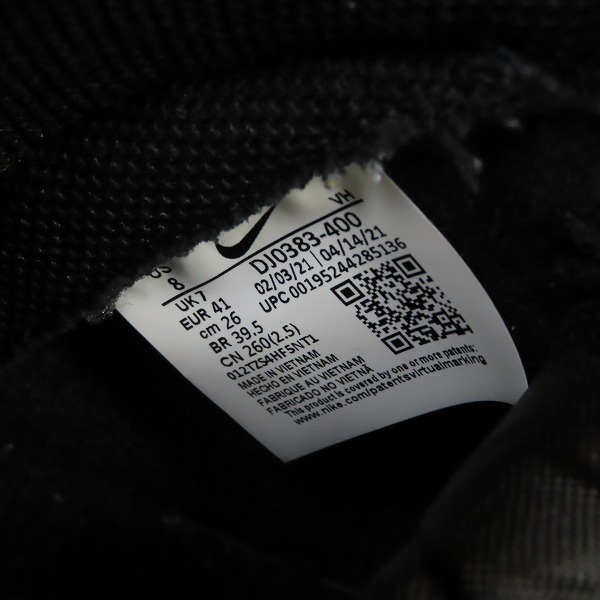 VH
US 8
DJ0383-400
UK 7
02/03/21 | 04/14/21
EUR 41
UPC 00195244285136
cm 26
BR 39.5
CN 260(2.5)
MADE IN VIETNAM
HECHO EN VIETNAM
FABRIQUE AU VIETNAM
FABRICADO NO VIETNÃ
This product is covered by one or more patents:
www.nike.com/patentsvirtualmarking